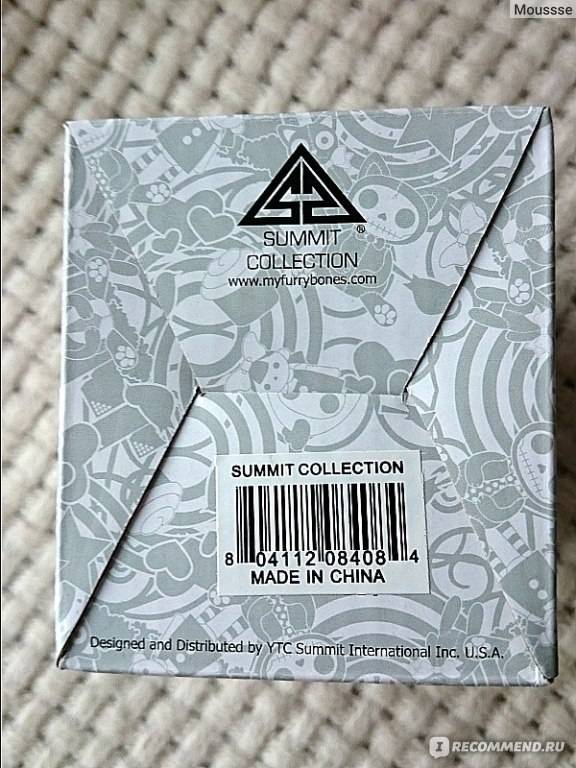 Moussse
SUMMIT ®
COLLECTION
www.myfurrybones.com
SUMMIT COLLECTION
8 04112 08408 4
MADE IN CHINA
Designed and Distributed by YTC Summit International Inc. U.S.A.
I RECOMMEND.RU